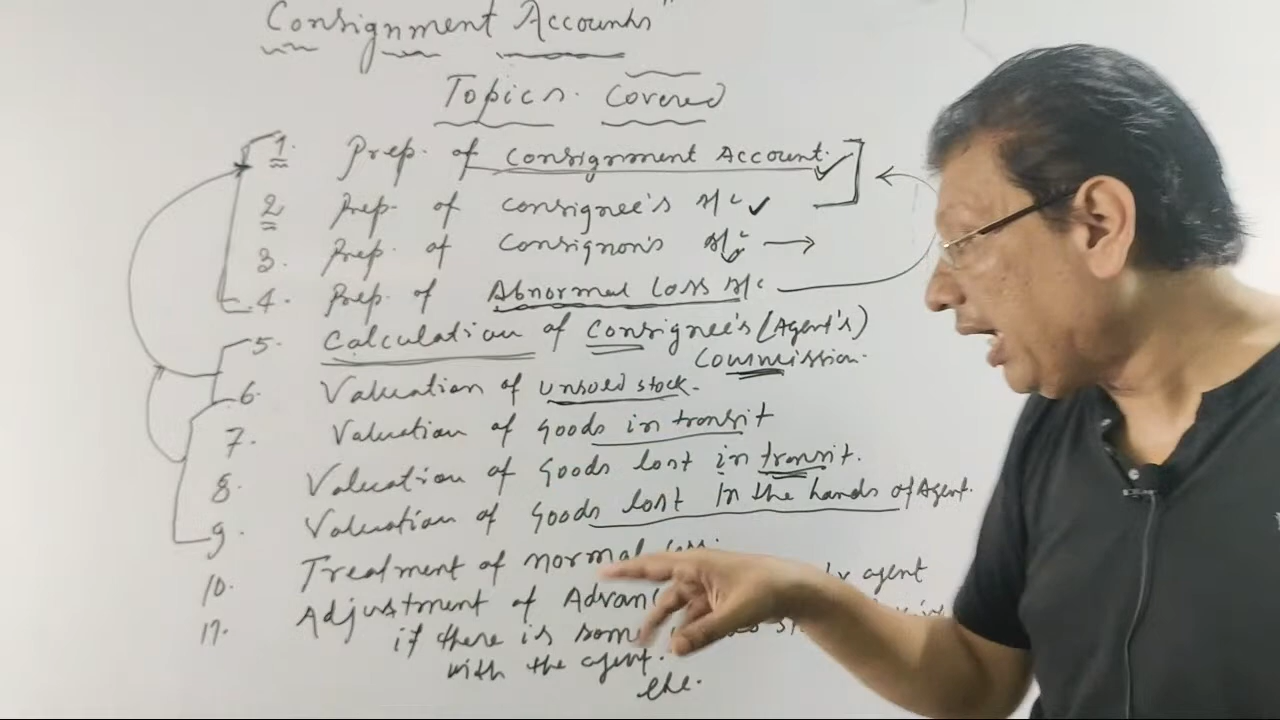 Consignment Accounts"
Topics. Covered
1. Prep. of Consignment Account.
2 Prep. of Consignee's A/c
3. Prep. of Consignor's A/c
4. Prep. of Abnormal Loss A/c
5. Calculation of Consignee's (Agent's)
Commission.
6. Valuation of unsold stock.
7. Valuation of Goods in transit
8. Valuation of Goods lost in transit.
9. Valuation of Goods lost in the hands of Agent.
10. Treatment of normal
11. Adjustment of agent
if there is some
with the agent.
etc.